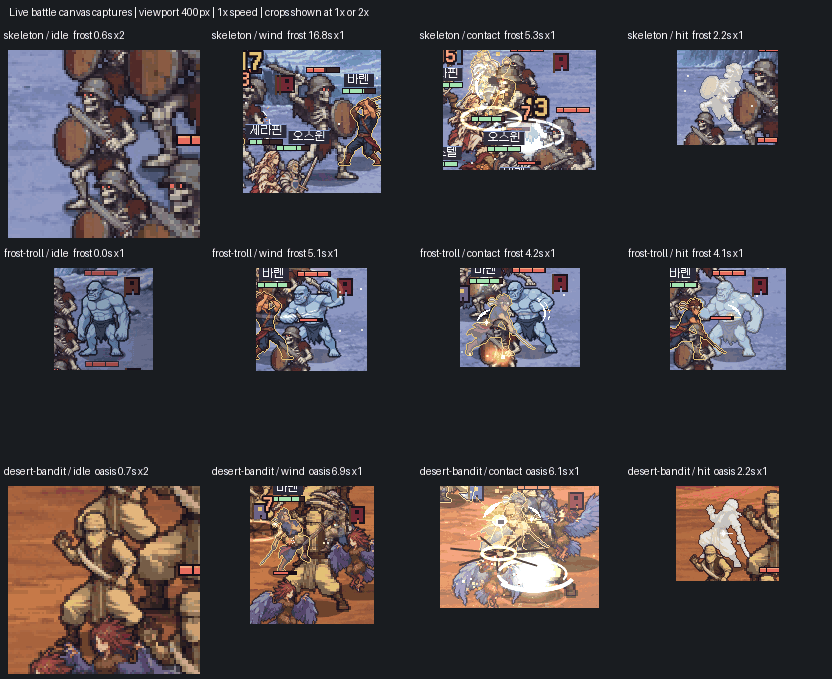 Live battle canvas captures | viewport 400px | 1x speed | crops shown at 1x or 2x
skeleton / idle frost 0.6s x2
skeleton / wind frost 16.8s x1
skeleton / contact frost 5.3s x1
skeleton / hit frost 2.2s x1
17
바렌
세라핀
오스윈
13
7
오스윈
frost-troll / idle frost 0.0s x1
frost-troll / wind frost 5.1s x1
frost-troll / contact frost 4.2s x1
frost-troll / hit frost 4.1s x1
바렌
바렌
desert-bandit / idle oasis 0.7s x2
desert-bandit / wind oasis 6.9s x1
desert-bandit / contact oasis 6.1s x1
desert-bandit / hit oasis 2.2s x1
7